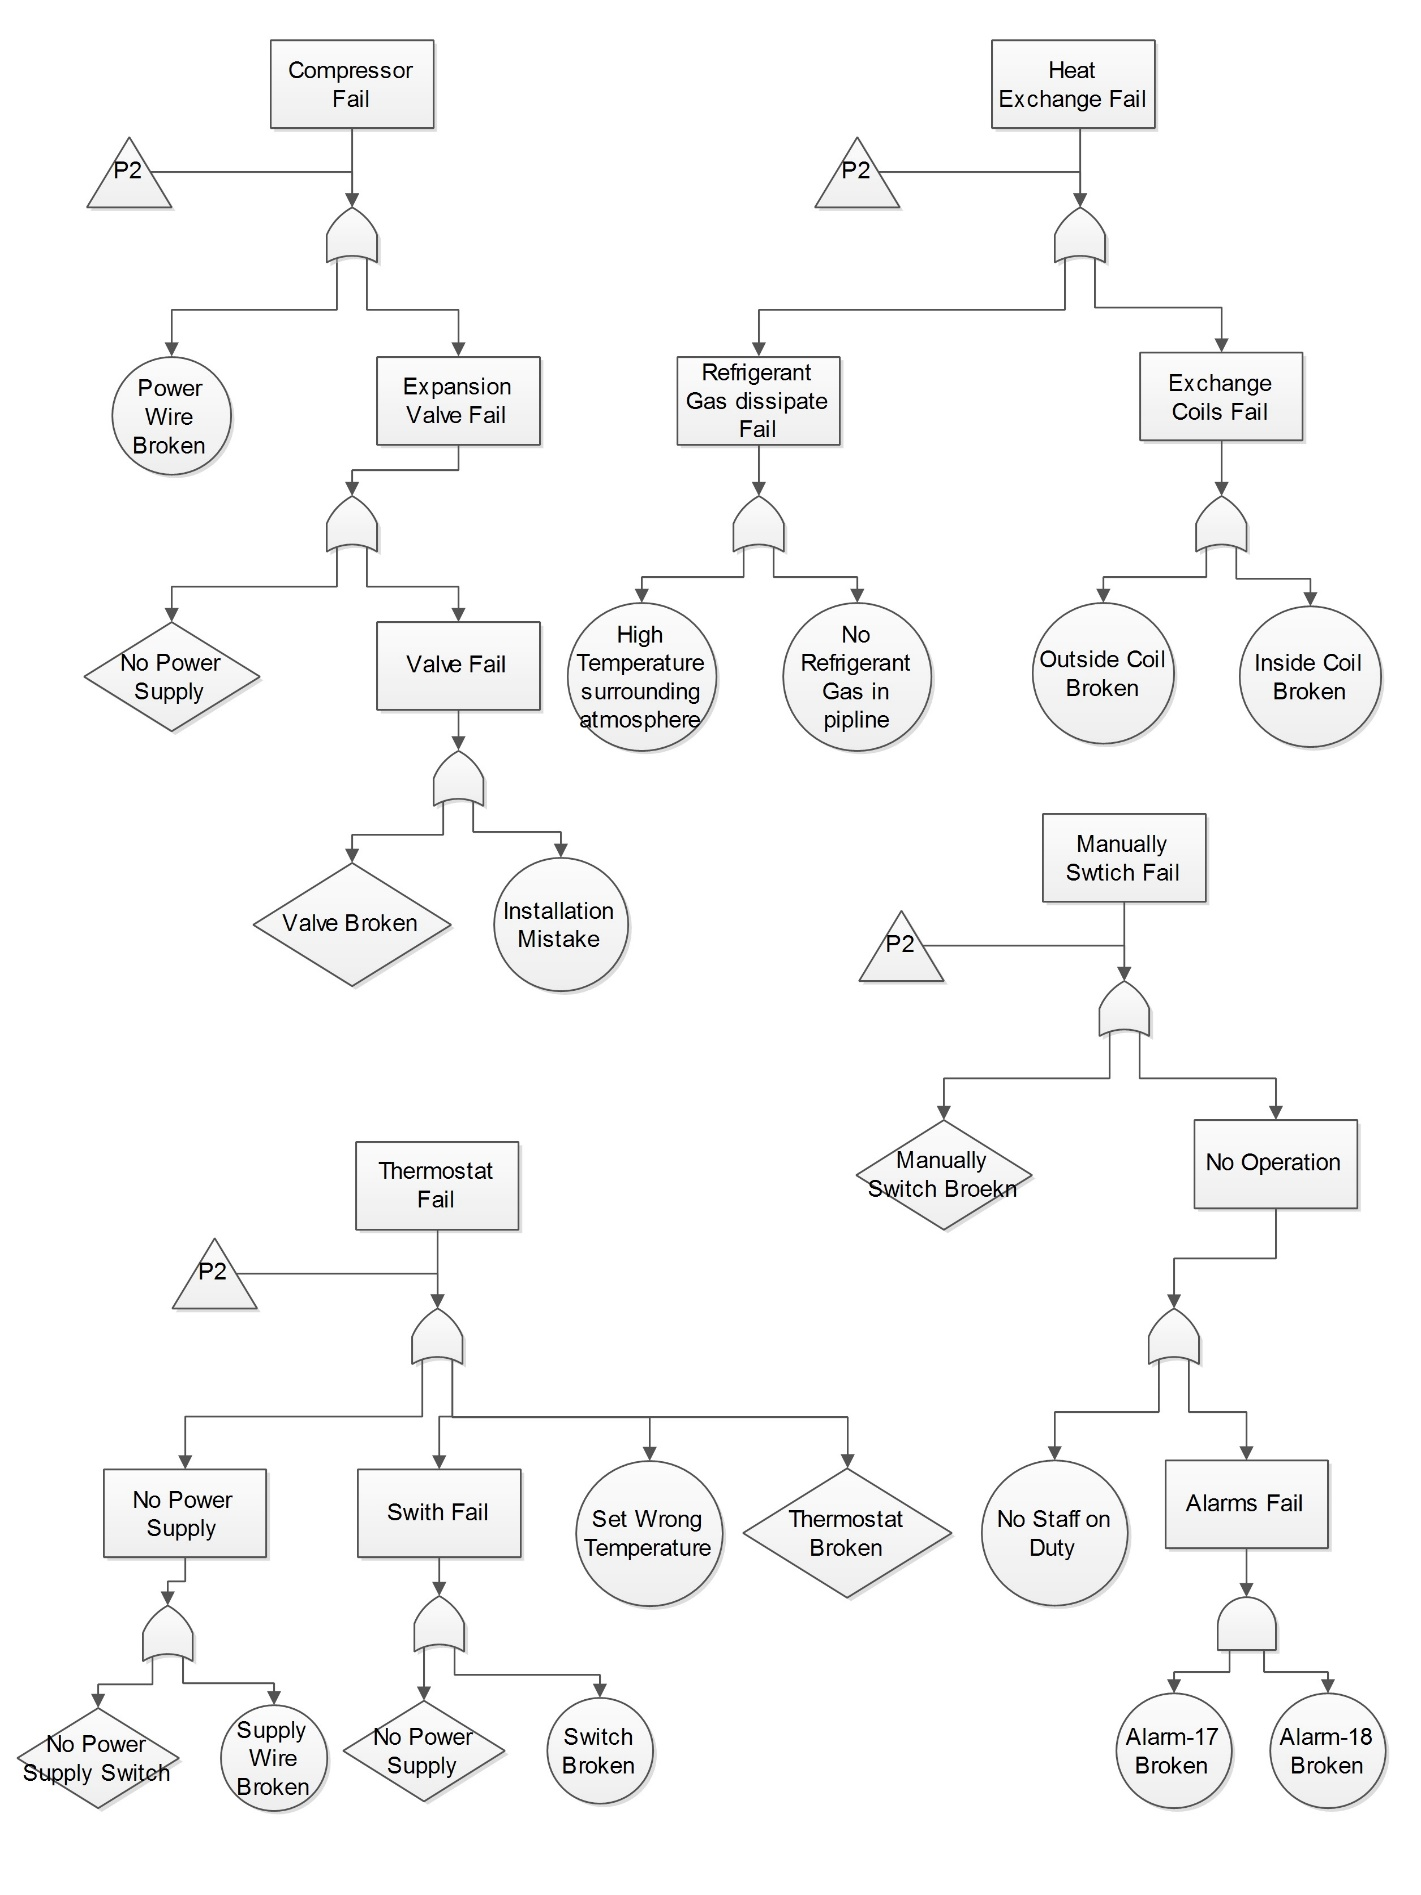 Compressor
Fail
P2
Power
Wire
Broken
Expansion
Valve Fail
No Power
Supply
Valve Fail
Valve Broken
Installation
Mistake
Heat
Exchange Fail
P2
Refrigerant
Gas dissipate
Fail
Exchange
Coils Fail
High
Temperature
surrounding
atmosphere
No
Refrigerant
Gas in
pipline
Outside Coil
Broken
Inside Coil
Broken
Manually
Swtich Fail
P2
Manually
Switch Broekn
No Operation
No Staff on
Duty
Alarms Fail
Alarm-17
Broken
Alarm-18
Broken
Thermostat
Fail
P2
No Power
Supply
Swith Fail
Set Wrong
Temperature
Thermostat
Broken
No Power
Supply Switch
Supply
Wire
Broken
No Power
Supply
Switch
Broken